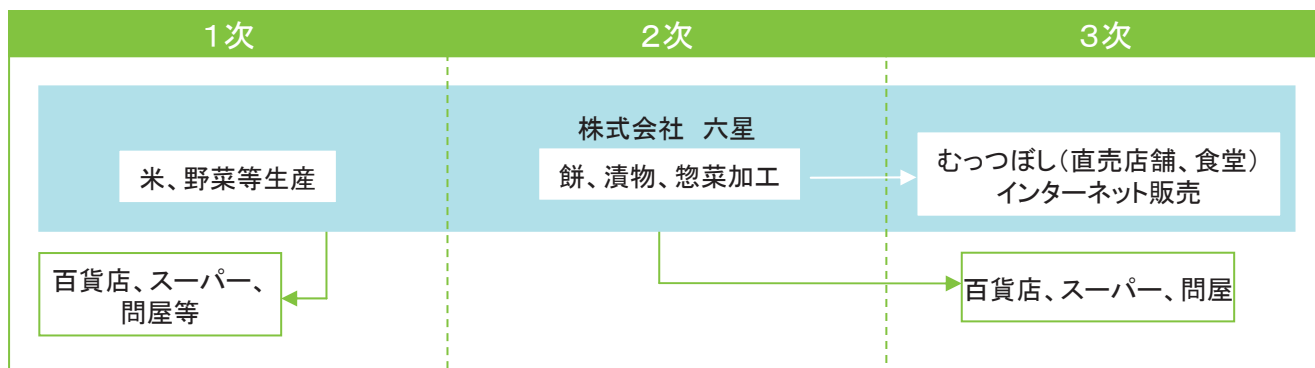 1次
2次
3次
株式会社 六星
米、野菜等生産
餅、漬物、惣菜加工
むっつぼし(直売店舗、食堂)
インターネット販売
百貨店、スーパー、
問屋等
百貨店、スーパー、問屋